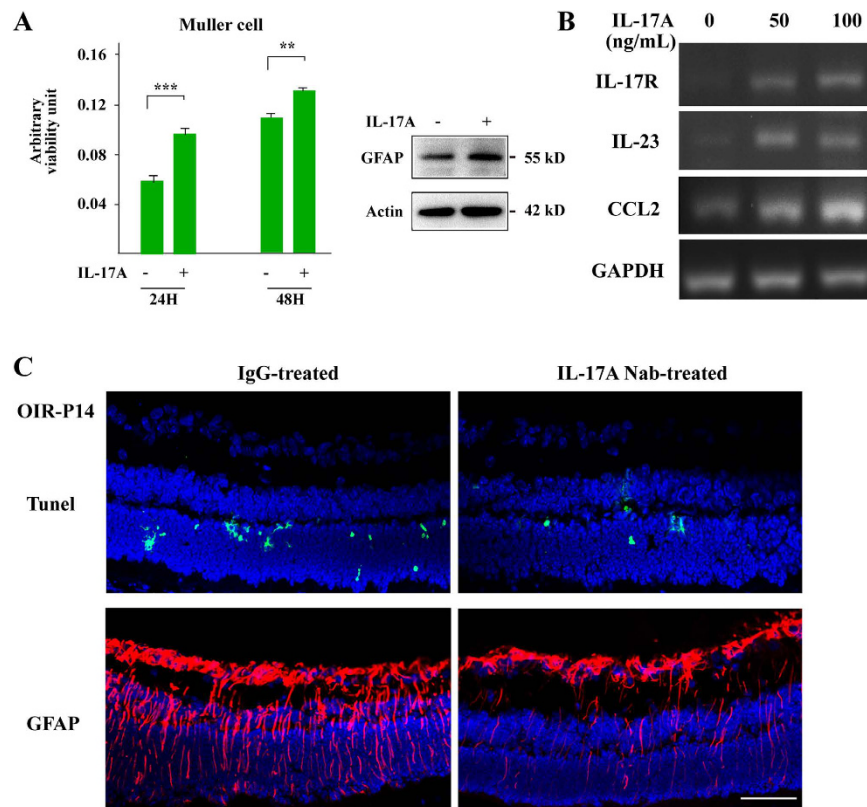 A
Muller cell
0.16
0.12
0.08
0.04
Arbitrary
viability unit
***
**
IL-17A - + - +
24H 48H
IL-17A - +
GFAP - 55 kD
Actin - 42 kD
B
IL-17A 0 50 100
(ng/mL)
IL-17R
IL-23
CCL2
GAPDH
C
IgG-treated IL-17A Nab-treated
OIR-P14
Tunel
GFAP